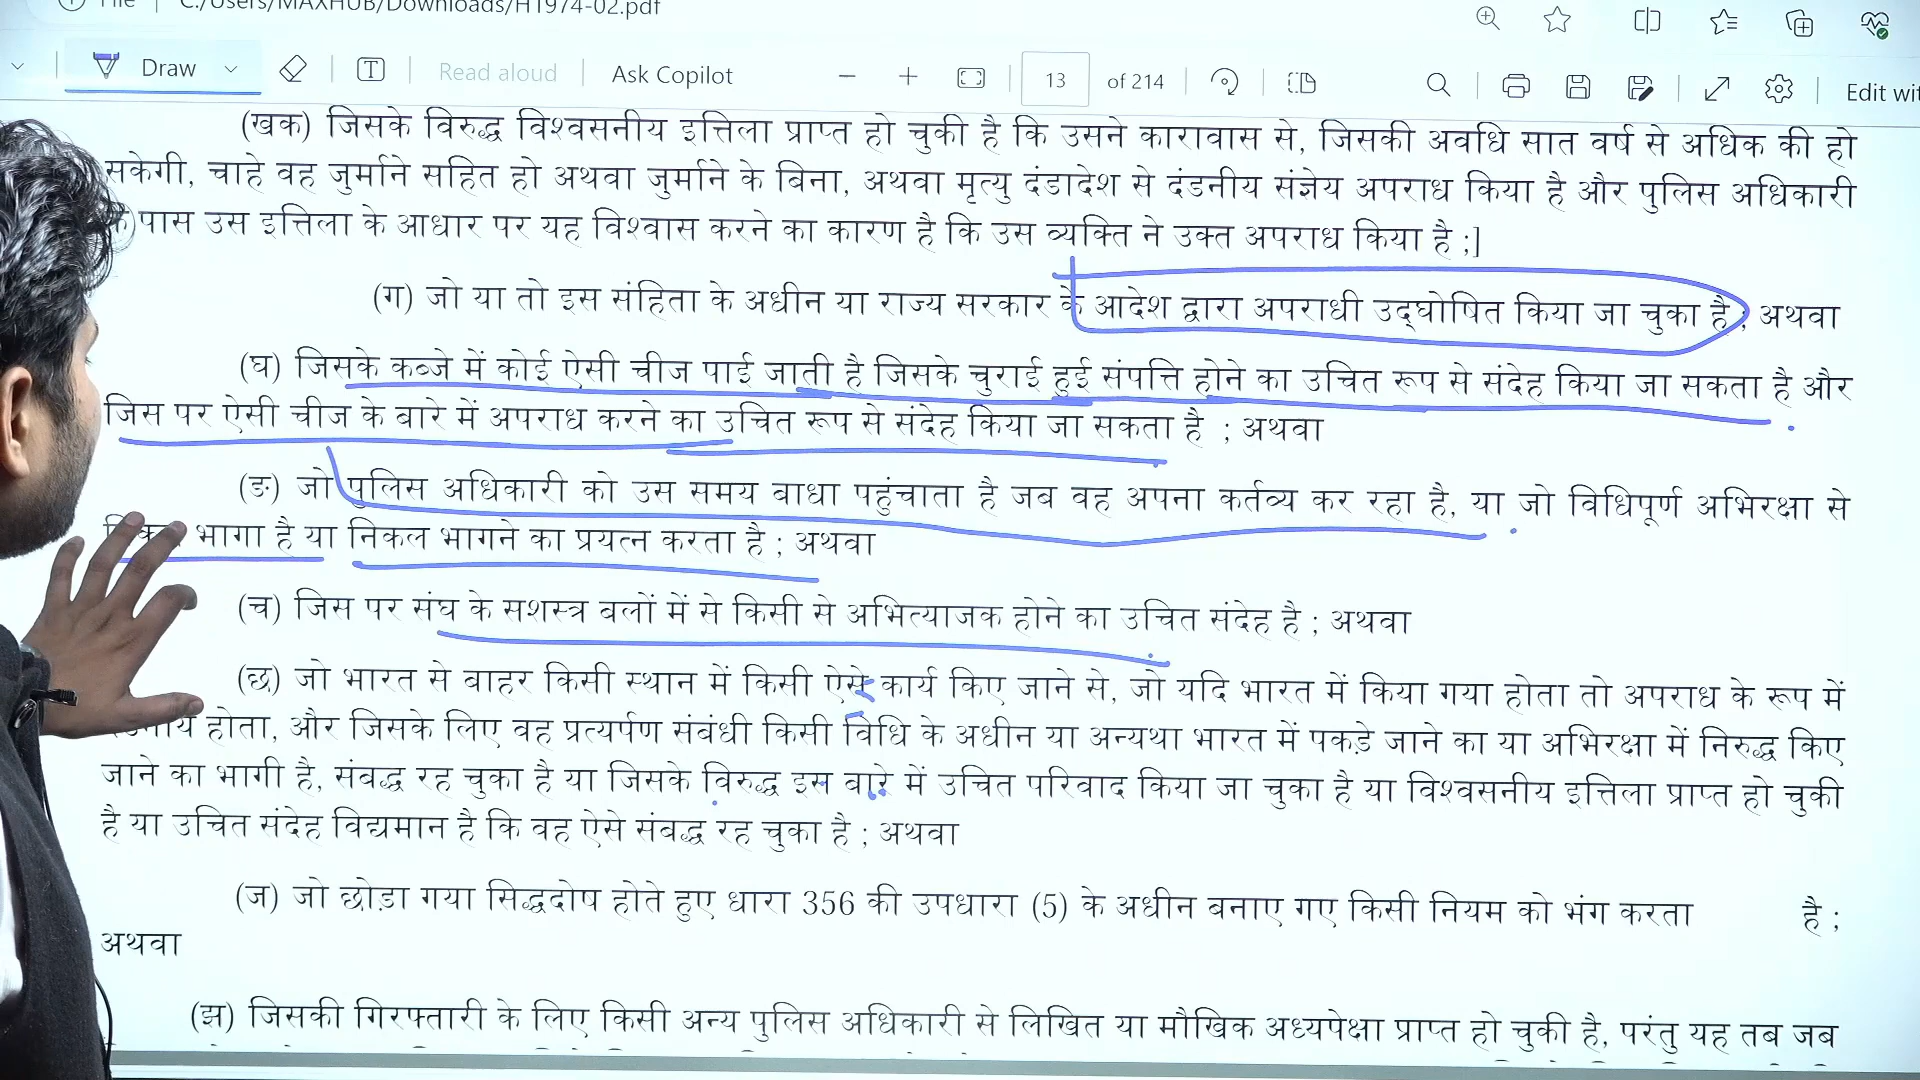 File C:/Users/MAXHUB/Downloads/H1974-02.pdf
Draw Read aloud Ask Copilot 13 of 214 Edit
(खक) जिसके विरुद्ध विश्वसनीय इत्तिला प्राप्त हो चुकी है कि उसने कारावास से, जिसकी अवधि सात वर्ष से अधिक की हो
सकेगी, चाहे वह जुर्माने सहित हो अथवा जुर्माने के बिना, अथवा मृत्यु दंडादेश से दंडनीय संज्ञेय अपराध किया है और पुलिस अधिकारी
पास उस इत्तिला के आधार पर यह विश्वास करने का कारण है कि उस व्यक्ति ने उक्त अपराध किया है ;]
(ग) जो या तो इस संहिता के अधीन या राज्य सरकार के आदेश द्वारा अपराधी उद्घोषित किया जा चुका है ; अथवा
(घ) जिसके कब्जे में कोई ऐसी चीज पाई जाती है जिसके चुराई हुई संपत्ति होने का उचित रूप से संदेह किया जा सकता है और
जिस पर ऐसी चीज के बारे में अपराध करने का उचित रूप से संदेह किया जा सकता है ; अथवा
(ङ) जो पुलिस अधिकारी को उस समय बाधा पहुंचाता है जब वह अपना कर्तव्य कर रहा है, या जो विधिपूर्ण अभिरक्षा से
भागा है या निकल भागने का प्रयत्न करता है ; अथवा
(च) जिस पर संघ के सशस्त्र बलों में से किसी से अभित्याजक होने का उचित संदेह है ; अथवा
(छ) जो भारत से बाहर किसी स्थान में किसी ऐसे कार्य किए जाने से, जो यदि भारत में किया गया होता तो अपराध के रूप में
होता, और जिसके लिए वह प्रत्यर्पण संबंधी किसी विधि के अधीन या अन्यथा भारत में पकड़े जाने का या अभिरक्षा में निरुद्ध किए
जाने का भागी है, संबद्ध रह चुका है या जिसके विरुद्ध इस बारे में उचित परिवाद किया जा चुका है या विश्वसनीय इत्तिला प्राप्त हो चुकी
है या उचित संदेह विद्यमान है कि वह ऐसे संबद्ध रह चुका है ; अथवा
(ज) जो छोड़ा गया सिद्धदोष होते हुए धारा 356 की उपधारा (5) के अधीन बनाए गए किसी नियम को भंग करता है ;
अथवा
(झ) जिसकी गिरफ्तारी के लिए किसी अन्य पुलिस अधिकारी से लिखित या मौखिक अध्यपेक्षा प्राप्त हो चुकी है, परंतु यह तब जब